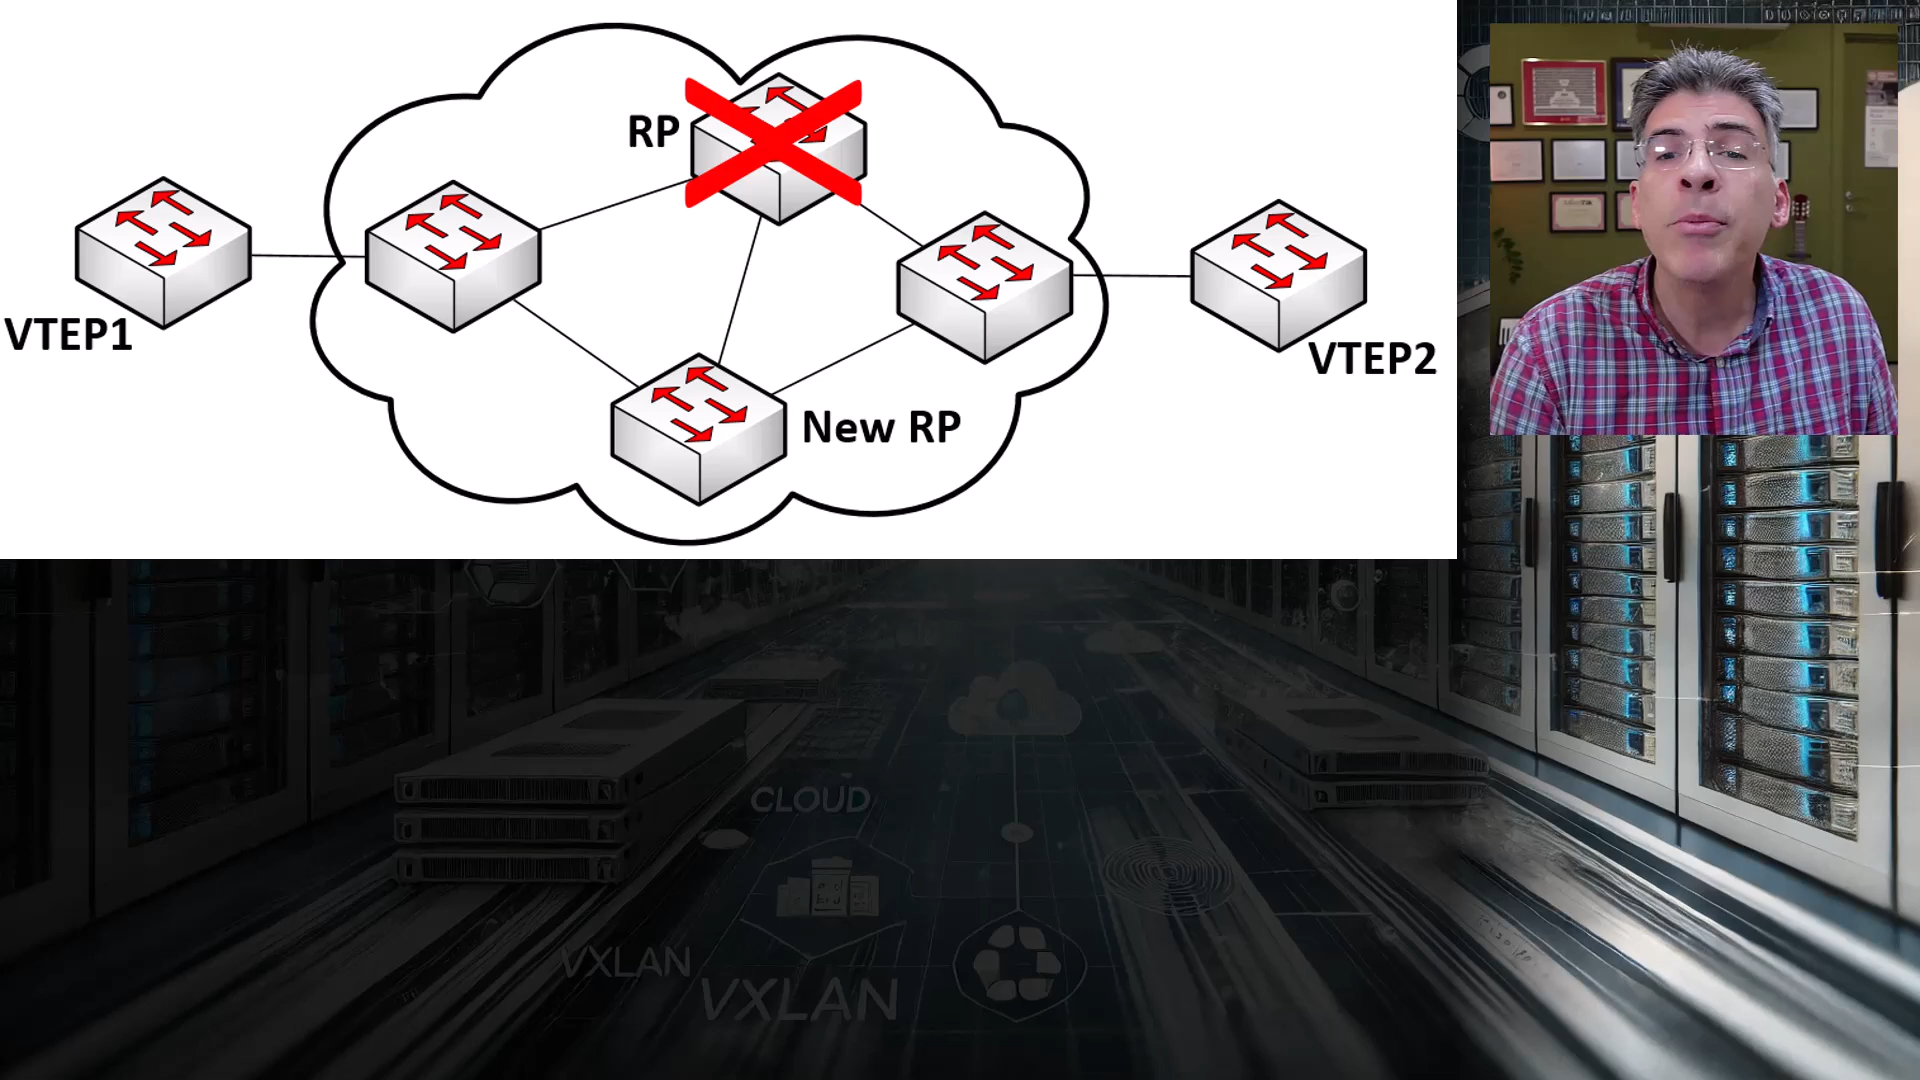 RP
VTEP1
VTEP2
New RP
CLOUD
VXLAN
VXLAN